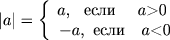 |a| = { a, если a>0
−a, если a<0